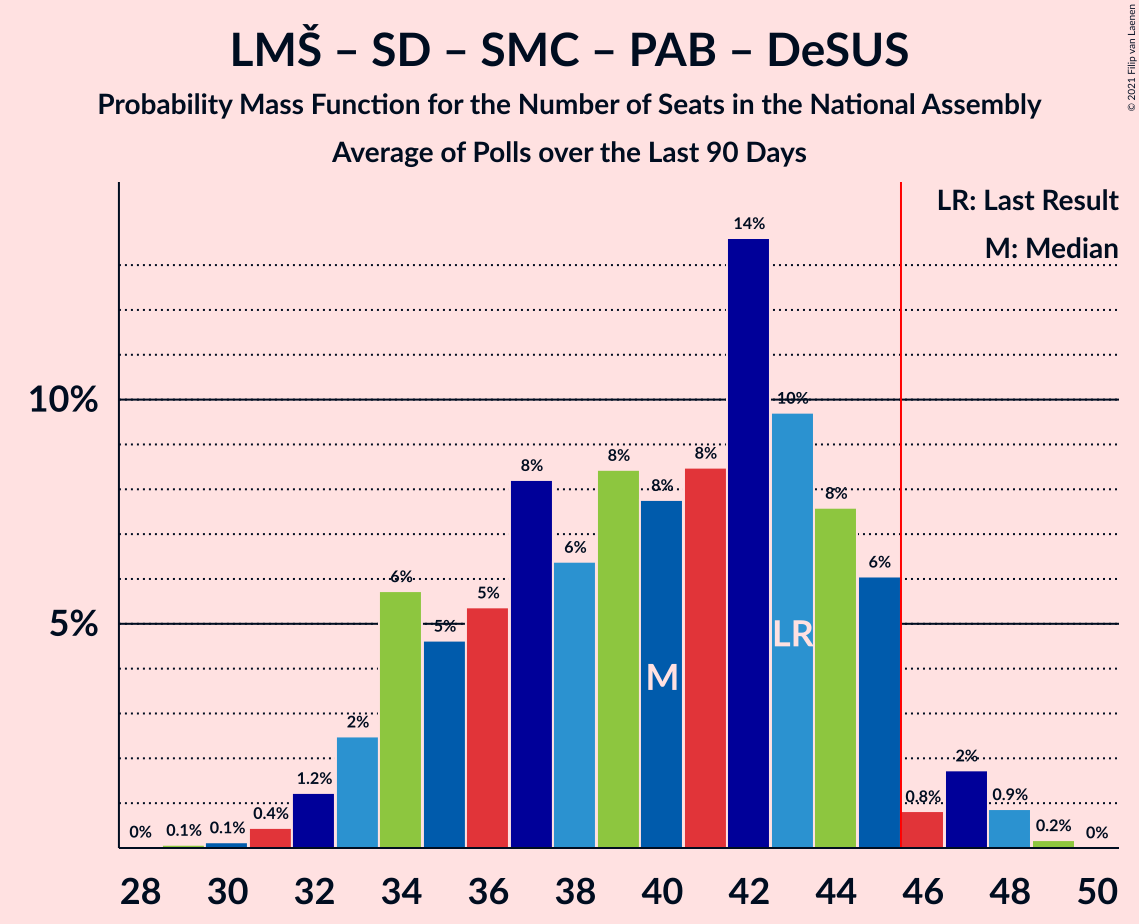 LMŠ – SD – SMC – PAB – DeSUS
Probability Mass Function for the Number of Seats in the National Assembly
Average of Polls over the Last 90 Days
© 2021 Filip van Laenen
LR: Last Result
M: Median
10%
5%
0% 0.1% 0.1% 0.4% 1.2% 2% 6% 5% 5% 8% 6% 8% 8% 8% 14% 10% 8% 6% 0.8% 2% 0.9% 0.2% 0%
M
LR
28 30 32 34 36 38 40 42 44 46 48 50